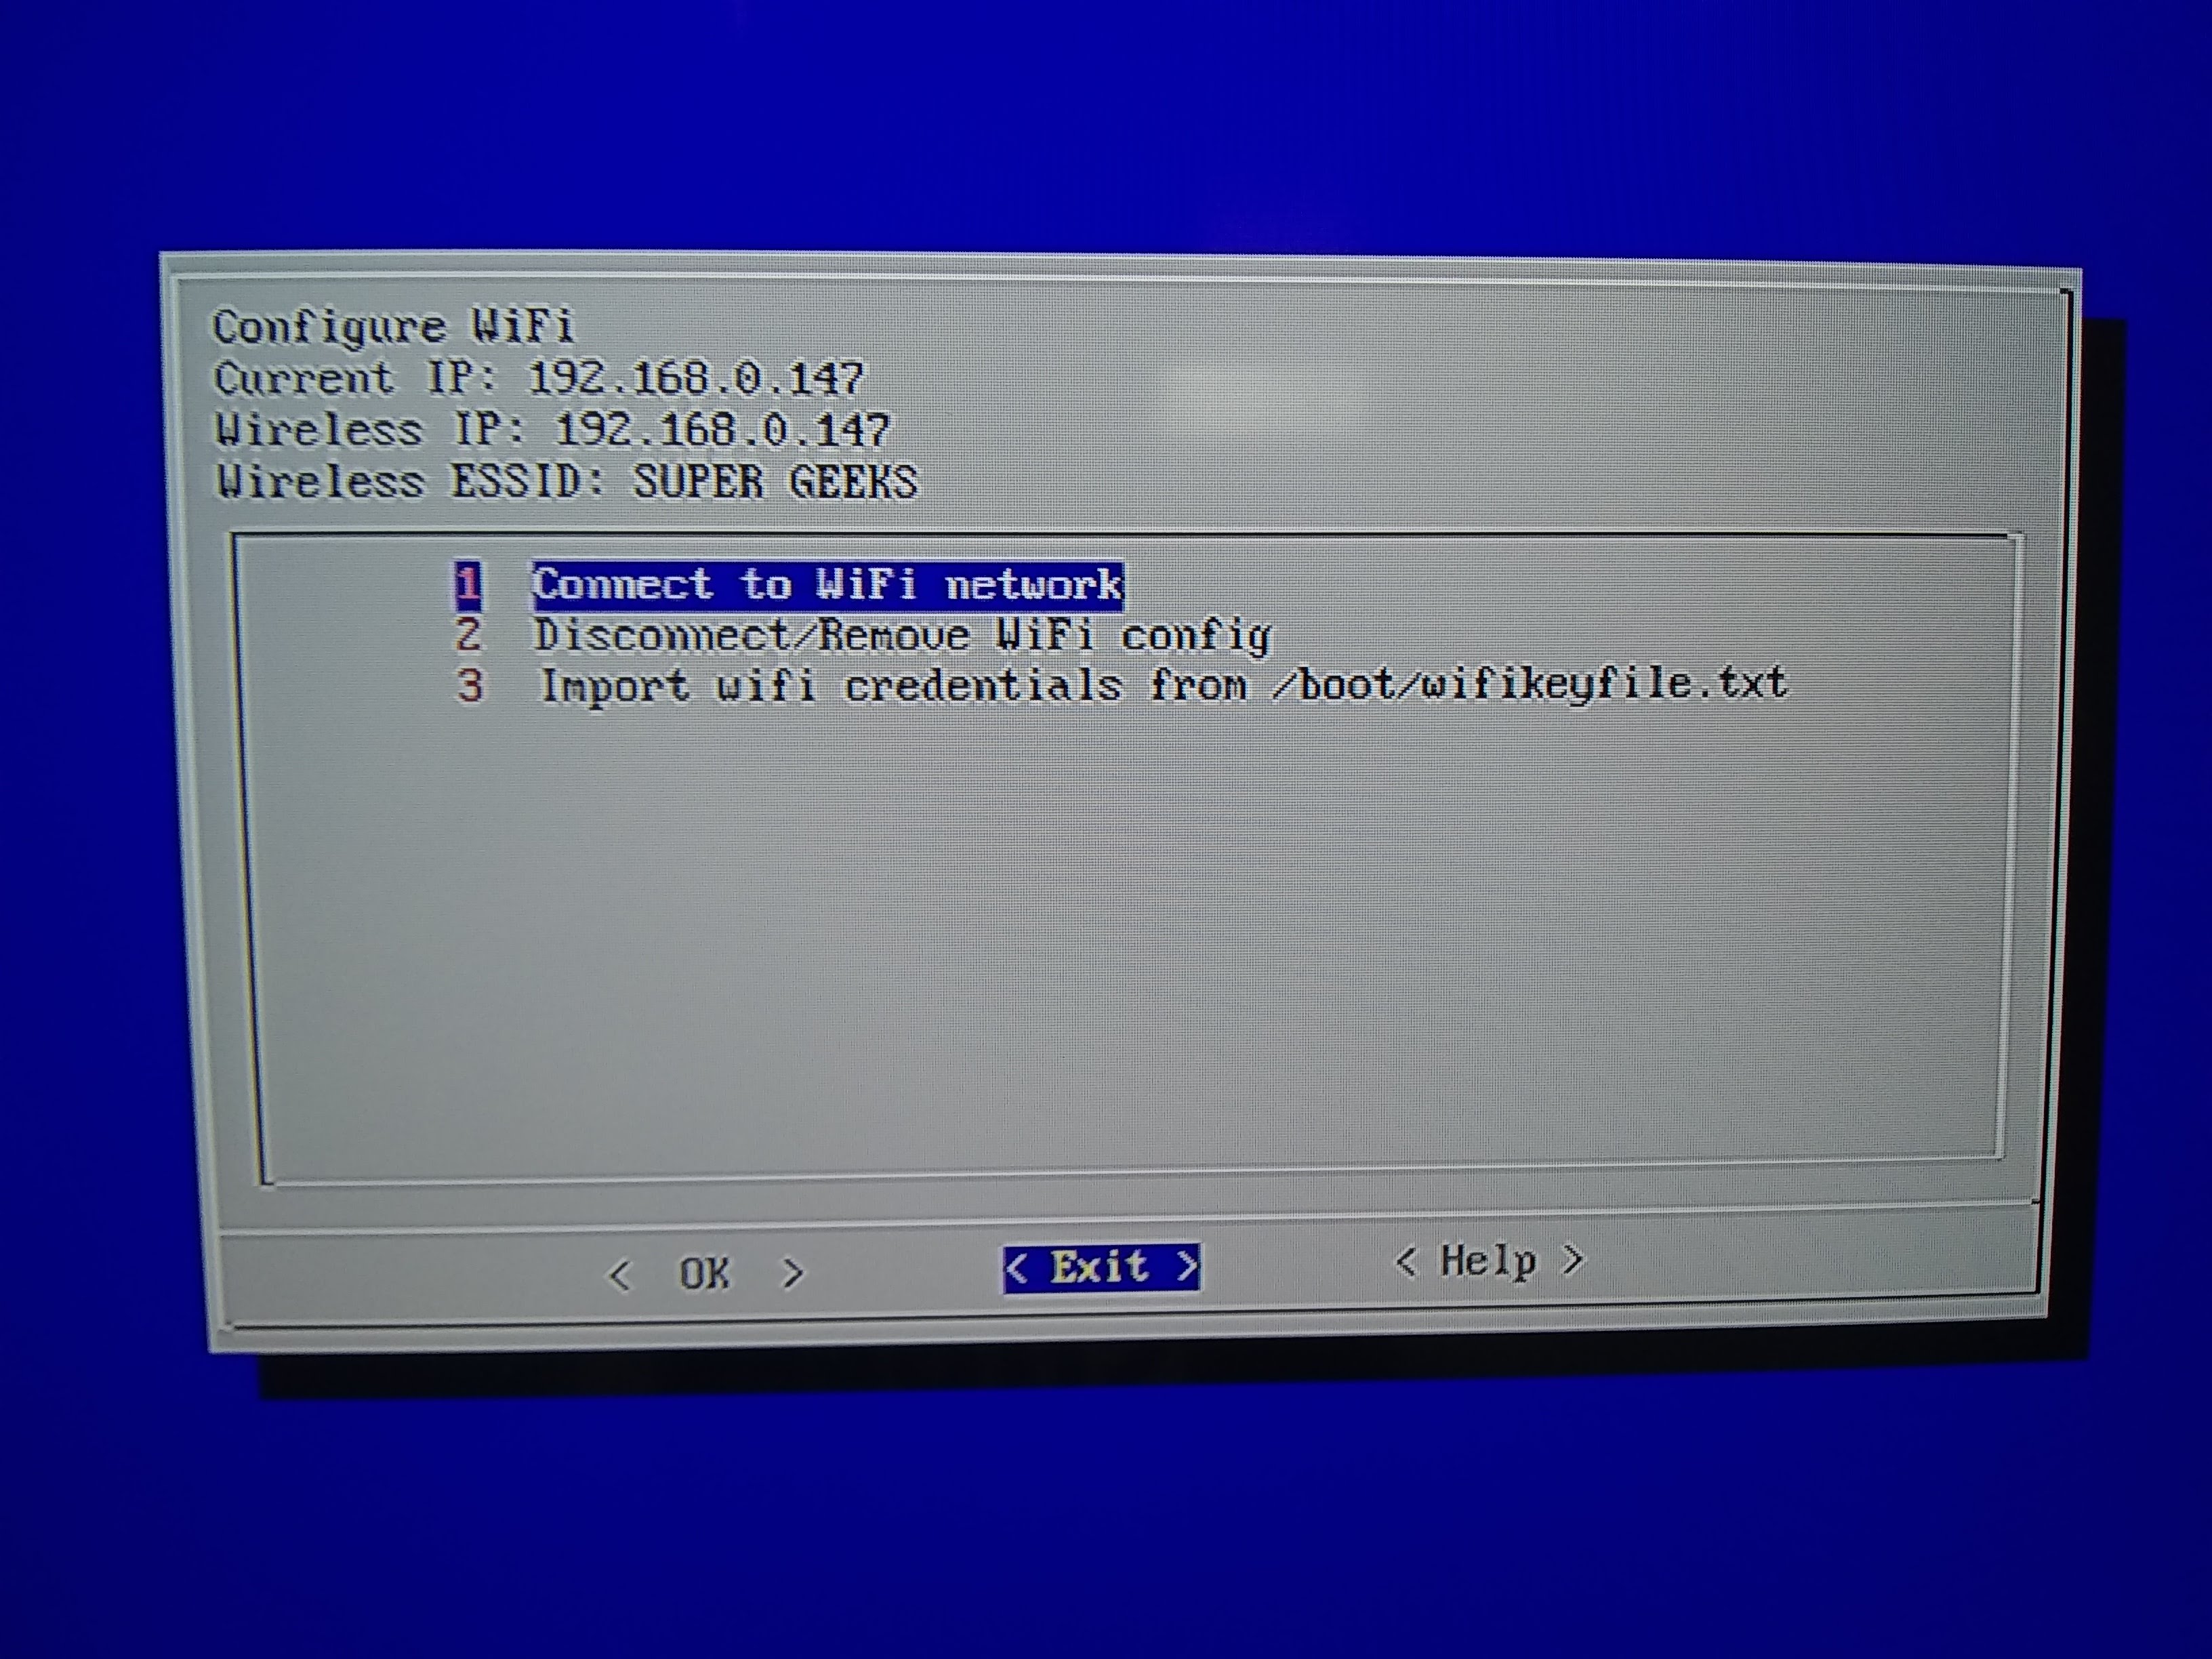 Configure WiFi
Current IP: 192.168.0.147
Wireless IP: 192.168.0.147
Wireless ESSID: SUPER GEEKS
1 Connect to WiFi network
2 Disconnect/Remove WiFi config
3 Import wifi credentials from /boot/wifikeyfile.txt
< OK > < Exit > < Help >